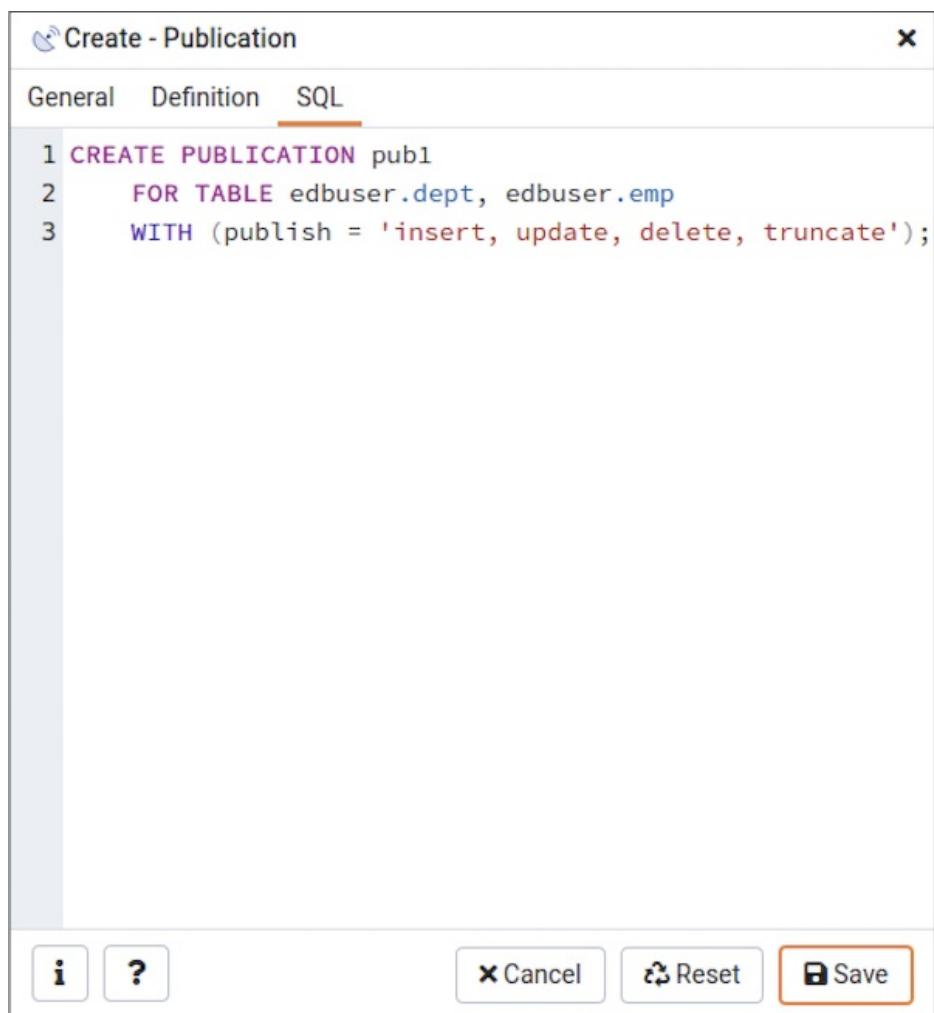 Create - Publication
General Definition SQL
1 CREATE PUBLICATION pub1
2 FOR TABLE edbuser.dept, edbuser.emp
3 WITH (publish = 'insert, update, delete, truncate');
i ? Cancel Reset Save